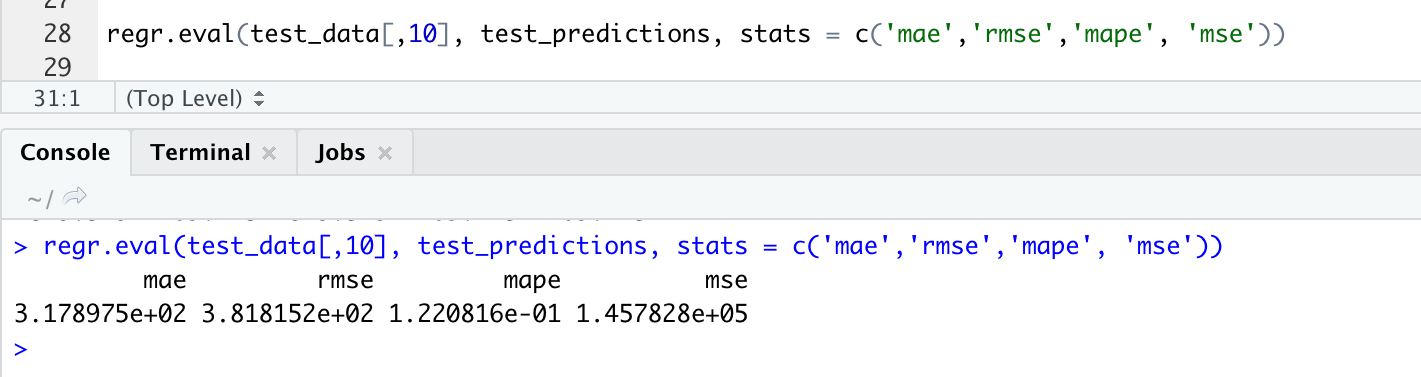 27
28 regr.eval(test_data[,10], test_predictions, stats = c('mae','rmse','mape', 'mse'))
29
31:1 (Top Level)
Console Terminal Jobs
~/
> regr.eval(test_data[,10], test_predictions, stats = c('mae','rmse','mape', 'mse'))
mae rmse mape mse
3.178975e+02 3.818152e+02 1.220816e-01 1.457828e+05
>